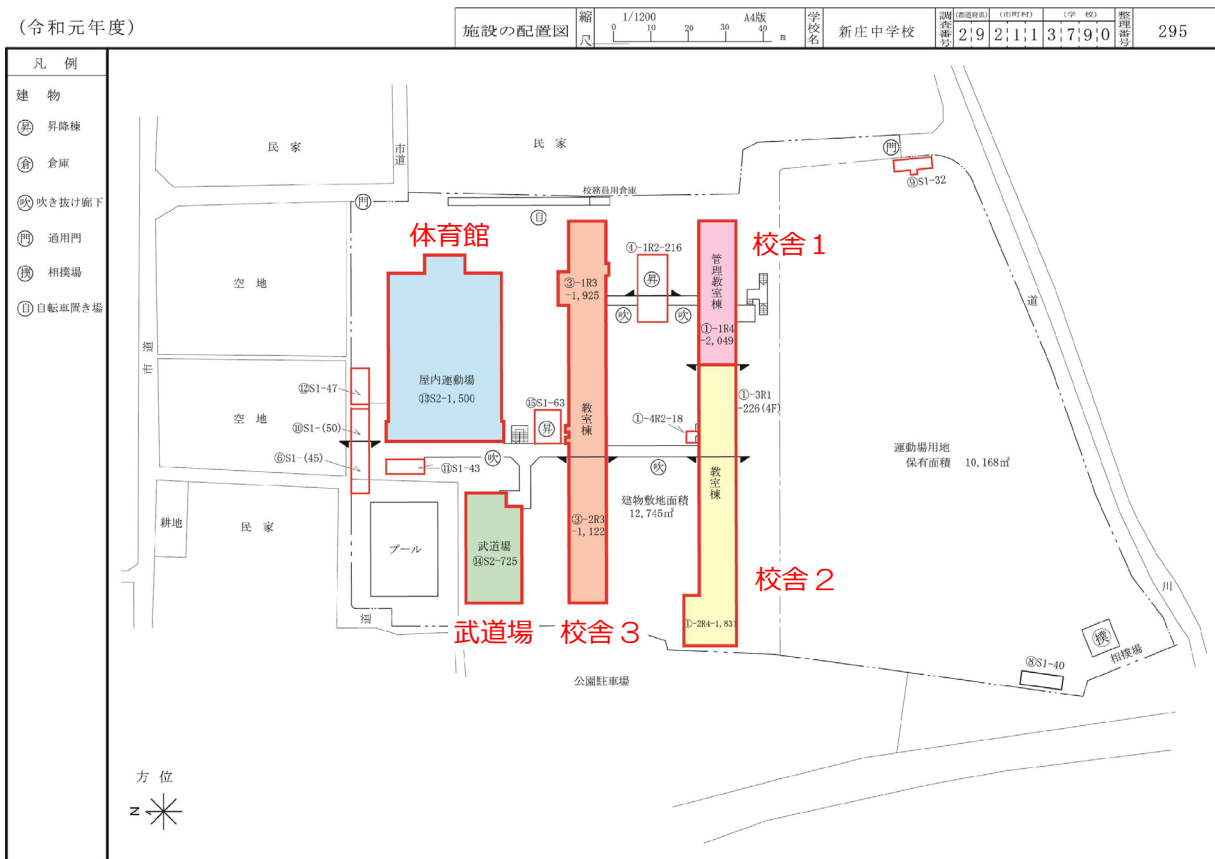 (令和元年度)
施設の配置図
縮尺
1/1200
A4版
0 10 20 30 40 m
学校名
新庄中学校
調査番号
(都道府県)
(市町村)
(学 校)
2 9 2 1 1 3 7 9 0
整理番号
295
凡 例
建 物
昇 昇降棟
倉 倉庫
吹 吹き抜け廊下
門 通用門
撲 相撲場
自 自転車置き場
民 家
市道
民 家
校務員用倉庫
門
自
門
⑨S1-32
体育館
④-1R2-216
校舎1
空 地
③-1R3
-1,925
昇
管理教室棟
吹
吹
道
①-1R4
-2,049
市道
⑫S1-47
屋内運動場
⑬S2-1,500
⑮S1-63
①-3R1
-226(4F)
空 地
⑩S1-(50)
昇
教室棟
①-4R2-18
⑥S1-(45)
⑪S1-43
吹
吹
教室棟
運動場用地
保有面積 10,168㎡
建物敷地面積
12,745㎡
耕地
民 家
プール
武道場
⑭S2-725
③-2R3
-1,122
校舎2
川
道
武道場
校舎3
①-2R4-1,831
撲
相撲場
⑧S1-40
公園駐車場
方 位
N